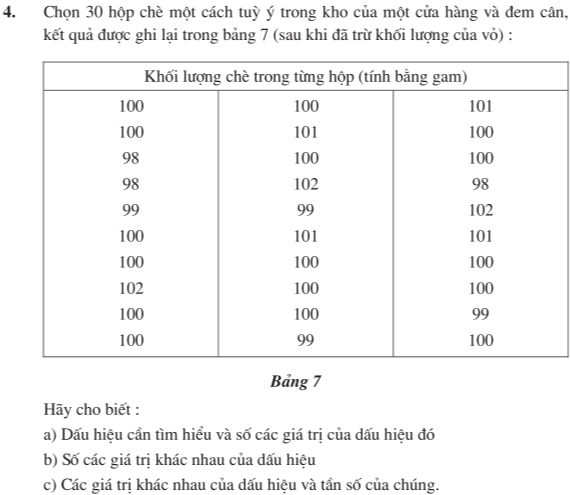 4. Chọn 30 hộp chè một cách tuỳ ý trong kho của một cửa hàng và đem cân,
kết quả được ghi lại trong bảng 7 (sau khi đã trừ khối lượng của vỏ) :
Khối lượng chè trong từng hộp (tính bằng gam)
100 100 101
100 101 100
98 100 100
98 102 98
99 99 102
100 101 101
100 100 100
102 100 100
100 100 99
100 99 100
Bảng 7
Hãy cho biết :
a) Dấu hiệu cần tìm hiểu và số các giá trị của dấu hiệu đó
b) Số các giá trị khác nhau của dấu hiệu
c) Các giá trị khác nhau của dấu hiệu và tần số của chúng.